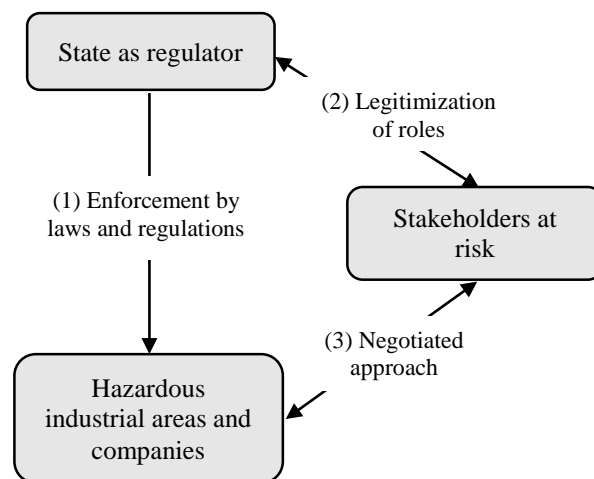 State as regulator
(2) Legitimization
of roles
(1) Enforcement by
laws and regulations
Stakeholders at
risk
(3) Negotiated
approach
Hazardous
industrial areas and
companies